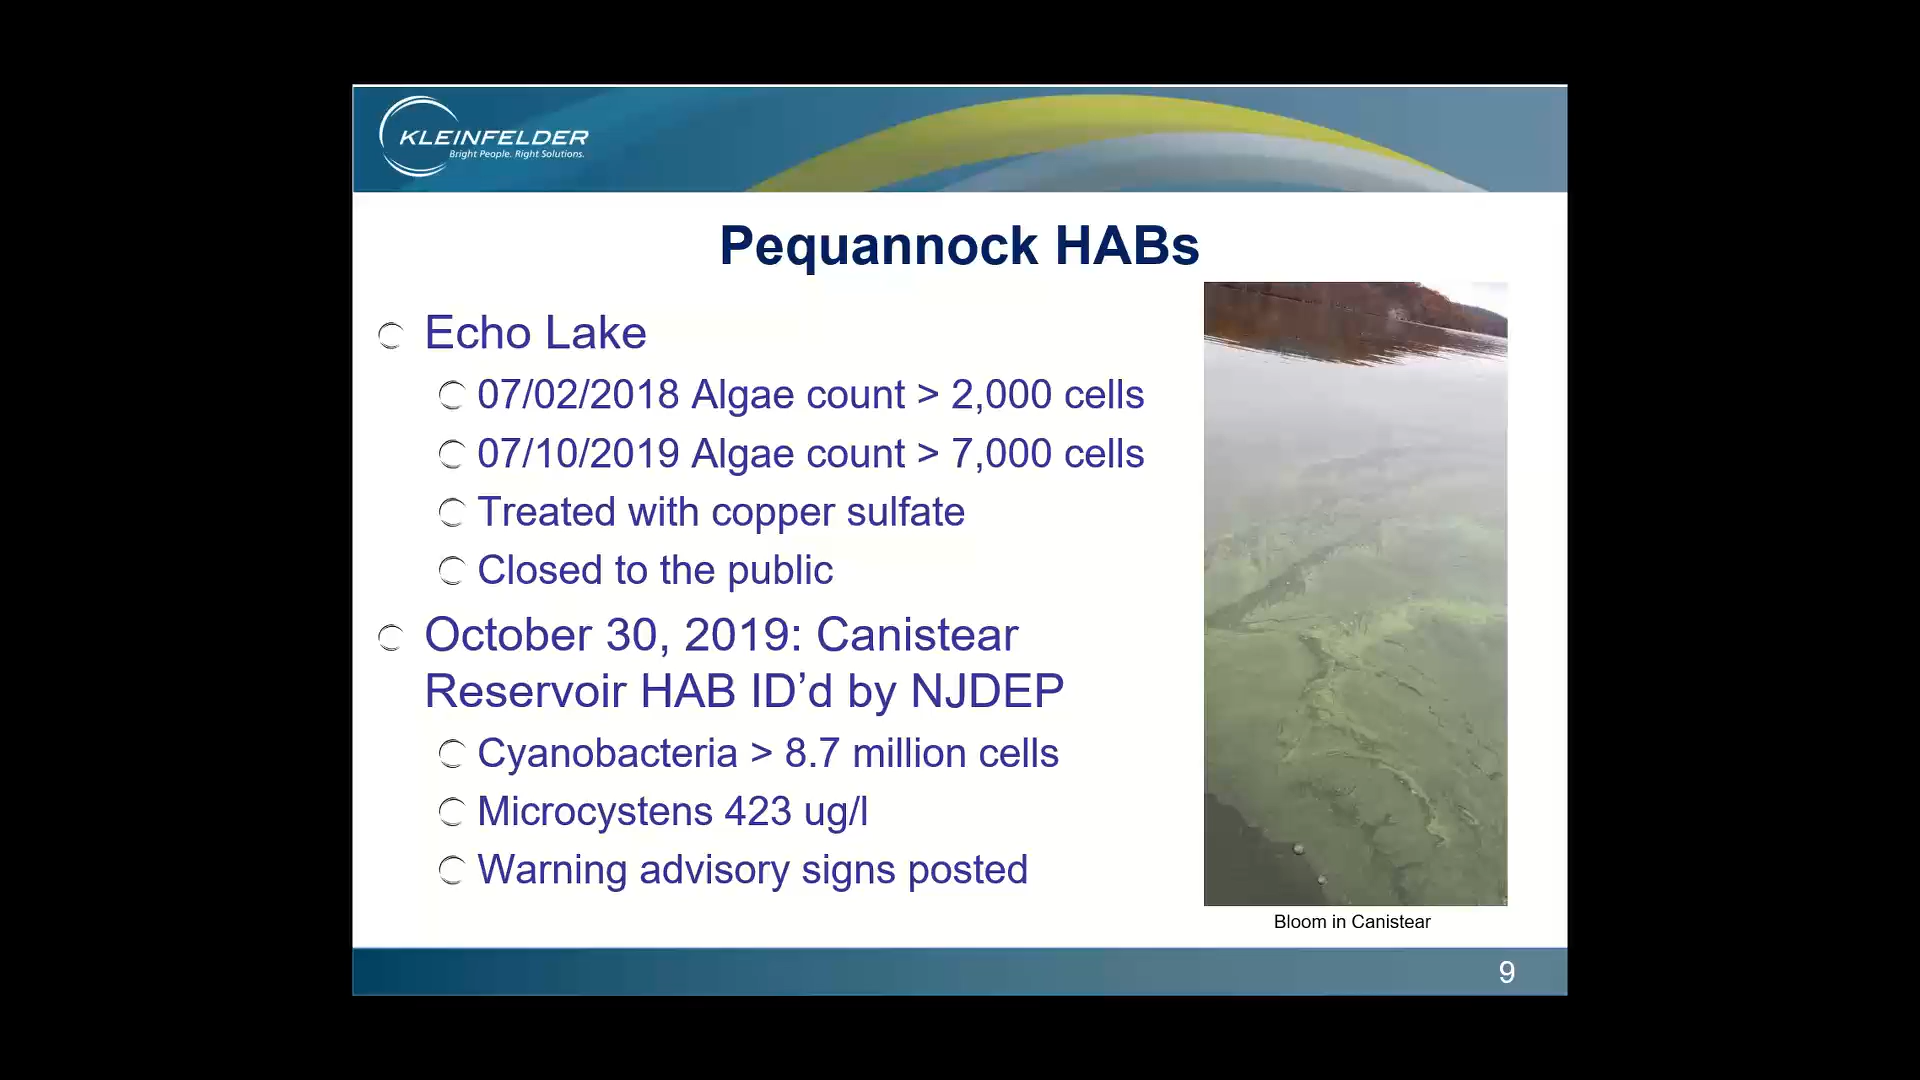 KLEINFELDER
Bright People. Right Solutions.
Pequannock HABs
Echo Lake
07/02/2018 Algae count > 2,000 cells
07/10/2019 Algae count > 7,000 cells
Treated with copper sulfate
Closed to the public
October 30, 2019: Canistear
Reservoir HAB ID’d by NJDEP
Cyanobacteria > 8.7 million cells
Microcystens 423 ug/l
Warning advisory signs posted
Bloom in Canistear
9